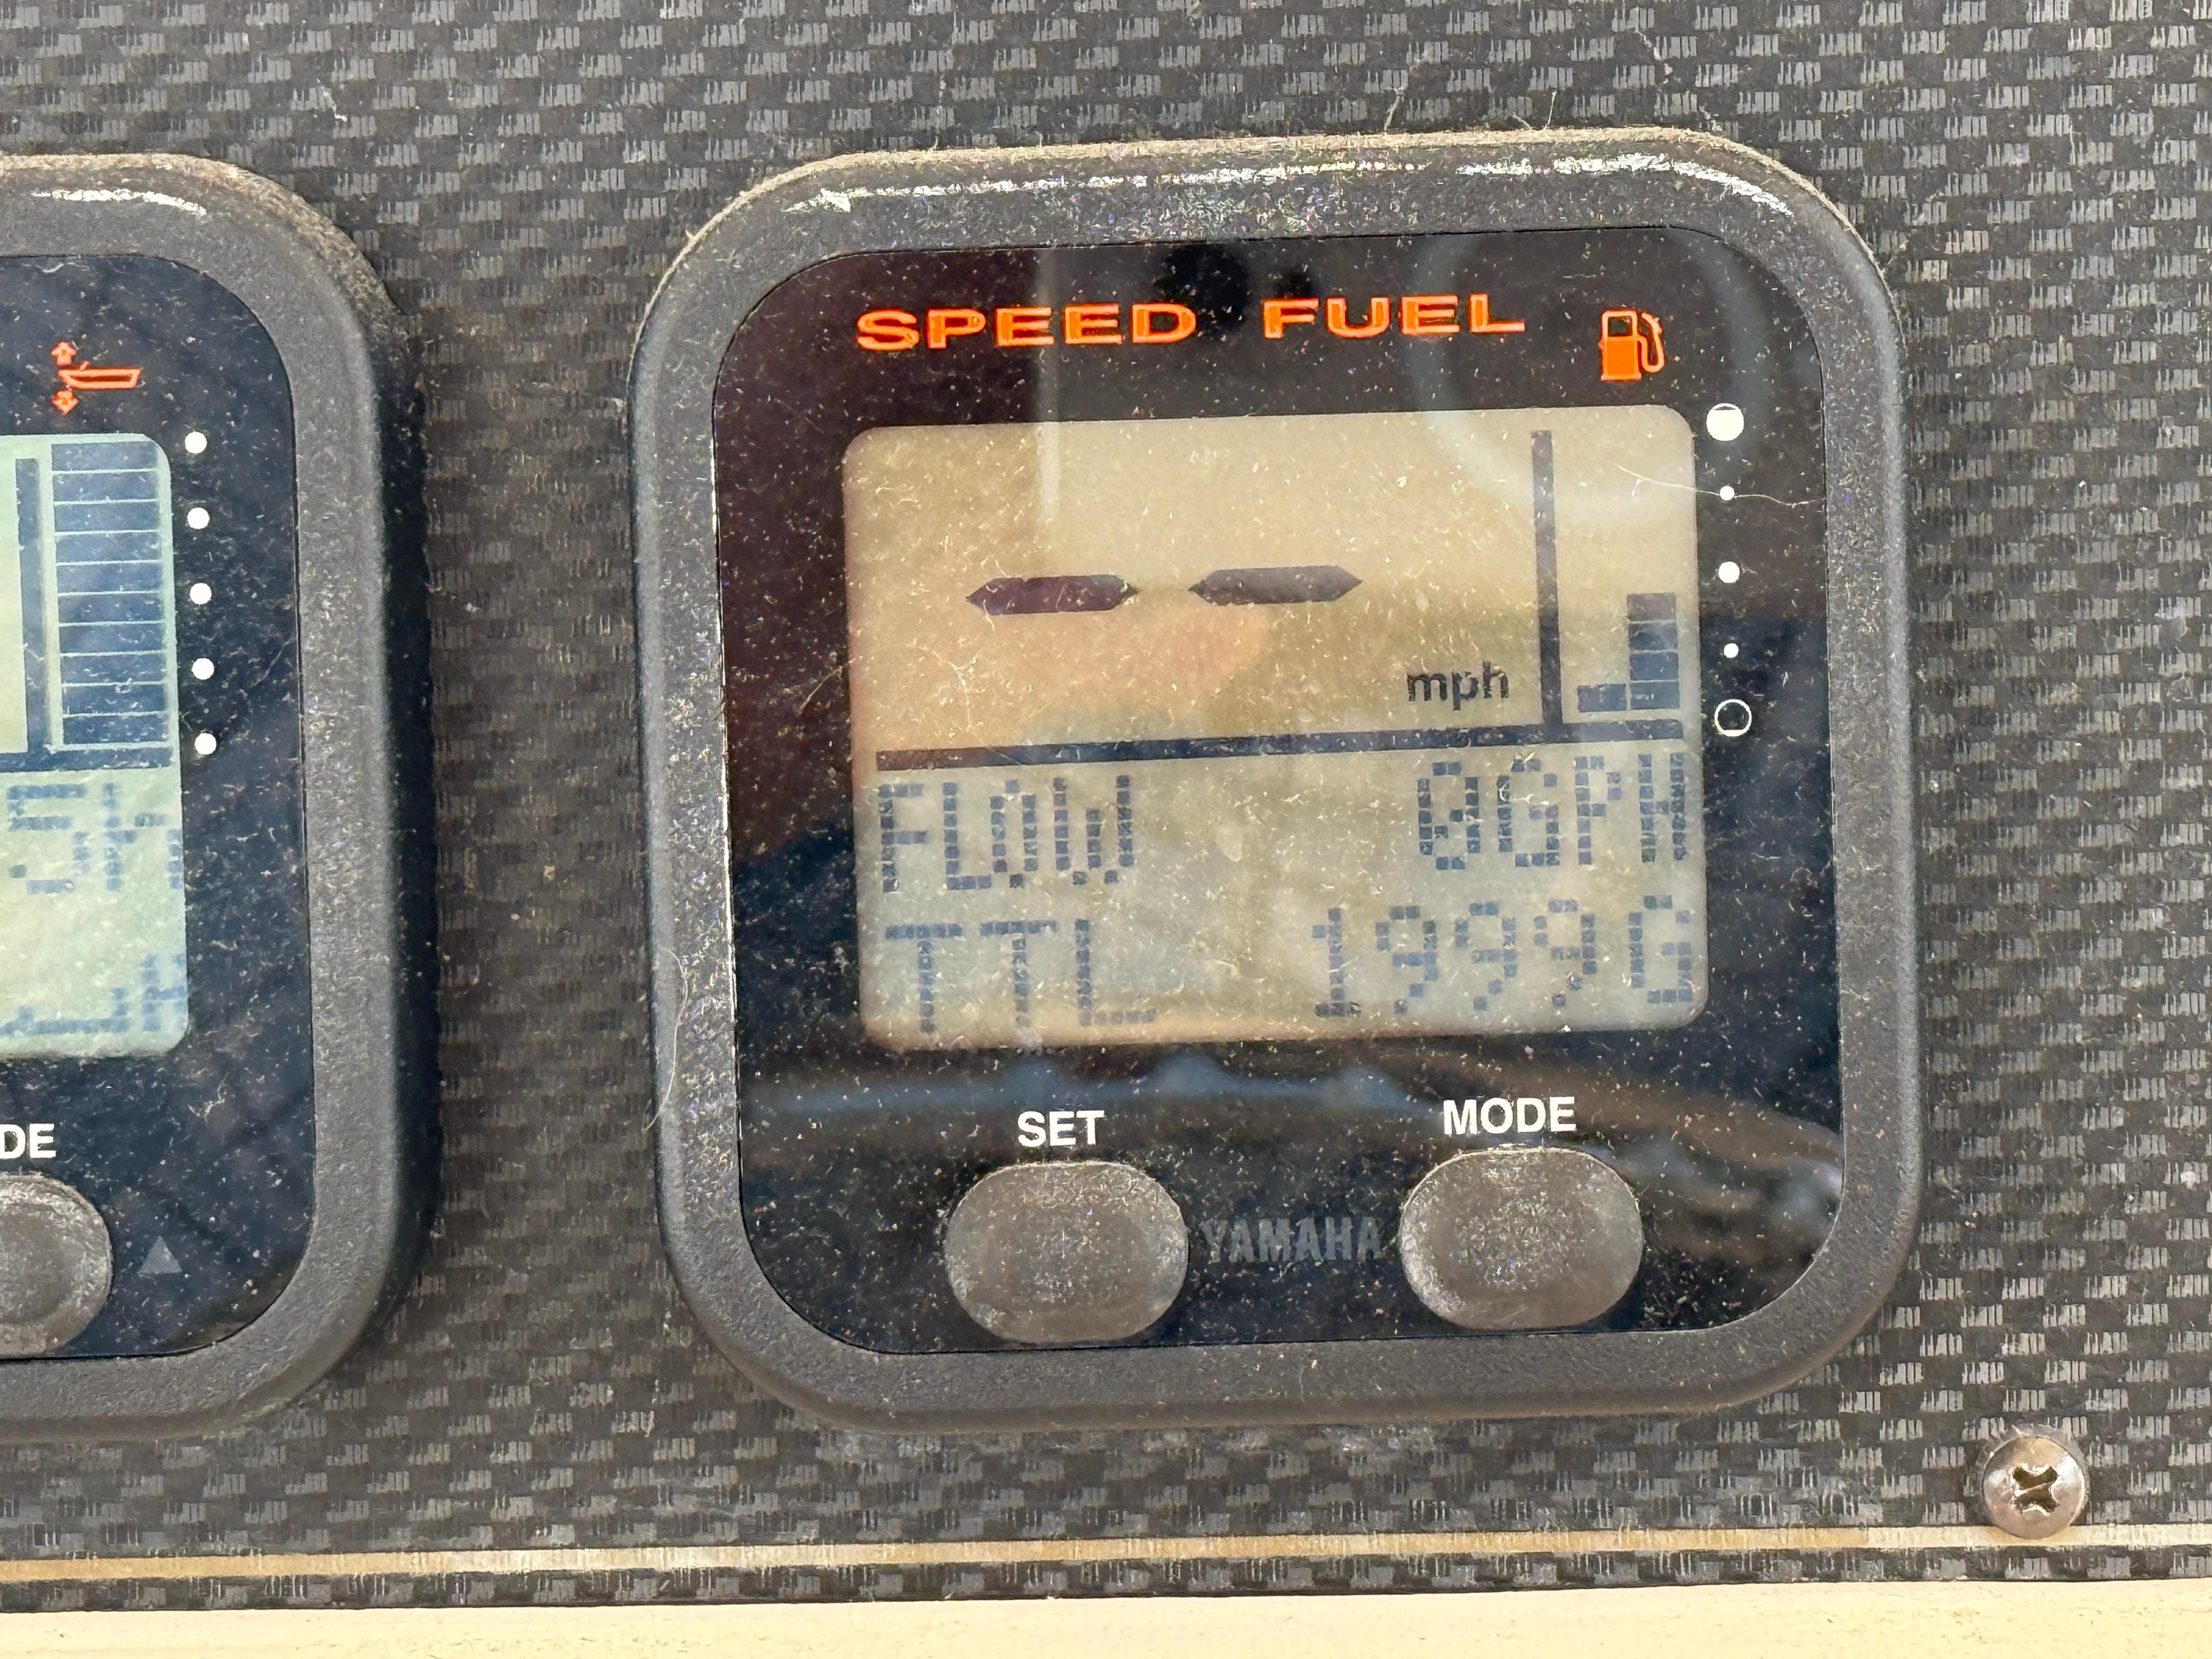 SPEED FUEL
-- mph
FLOW 0GPH
TTL 1999G
SET MODE
YAMAHA
DE